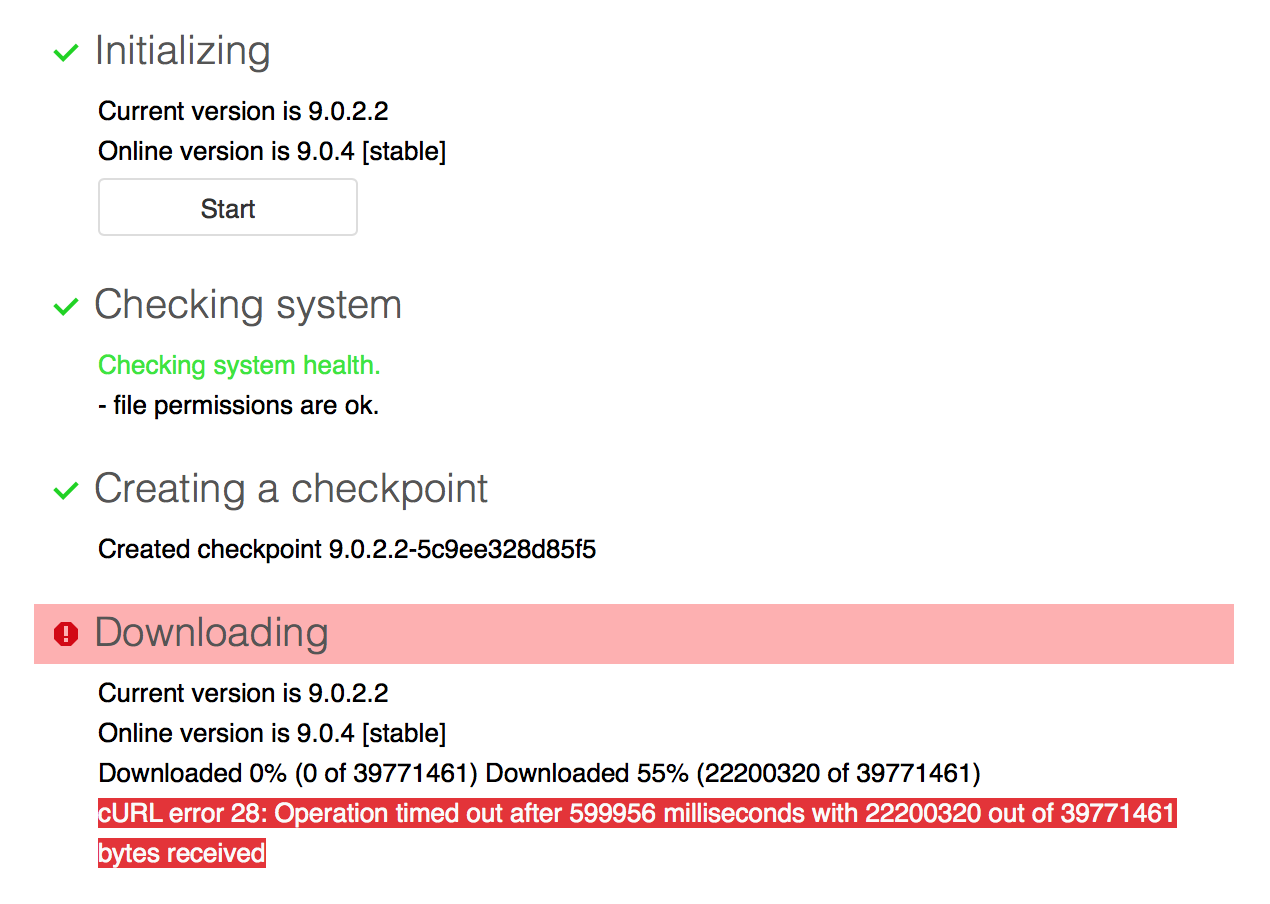 Initializing
Current version is 9.0.2.2
Online version is 9.0.4 [stable]
Start
Checking system
Checking system health.
- file permissions are ok.
Creating a checkpoint
Created checkpoint 9.0.2.2-5c9ee328d85f5
Downloading
Current version is 9.0.2.2
Online version is 9.0.4 [stable]
Downloaded 0% (0 of 39771461) Downloaded 55% (22200320 of 39771461)
cURL error 28: Operation timed out after 599956 milliseconds with 22200320 out of 39771461
bytes received